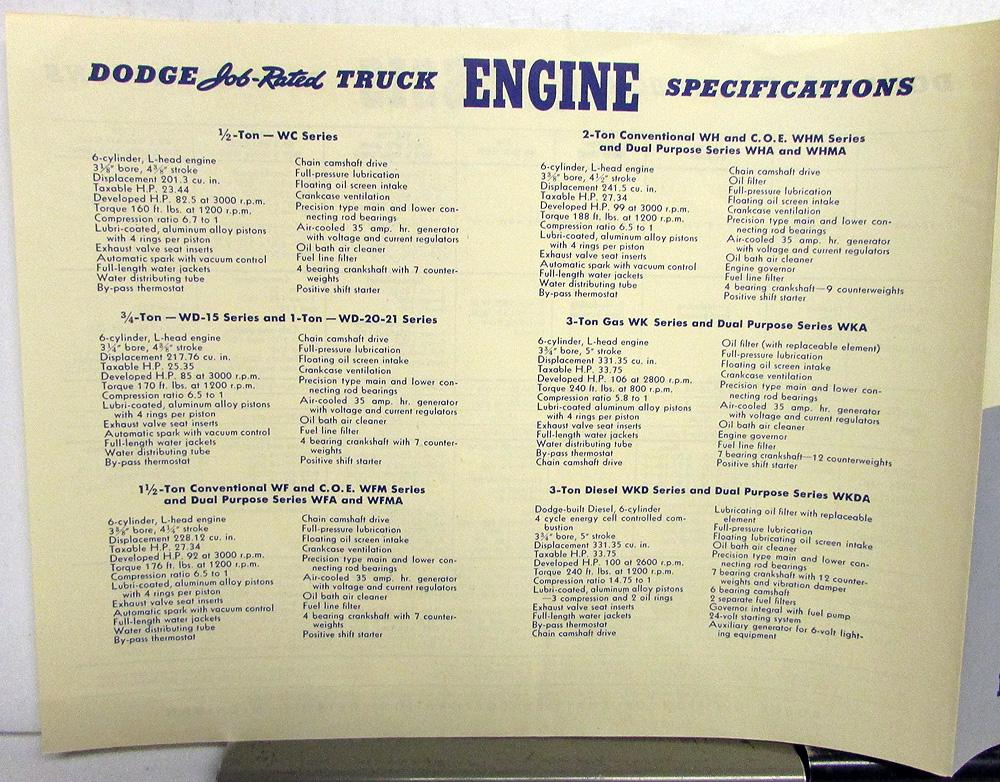 DODGE Job-Rated TRUCK ENGINE SPECIFICATIONS
½-Ton — WC Series
6-cylinder, L-head engine
3⅛" bore, 4⅜" stroke
Displacement 201.3 cu. in.
Taxable H.P. 23.44
Developed H.P. 82.5 at 3000 r.p.m.
Torque 160 ft. lbs. at 1200 r.p.m.
Compression ratio 6.7 to 1
Lubri-coated, aluminum alloy pistons
with 4 rings per piston
Exhaust valve seat inserts
Automatic spark with vacuum control
Full-length water jackets
Water distributing tube
By-pass thermostat
Chain camshaft drive
Full-pressure lubrication
Floating oil screen intake
Crankcase ventilation
Precision type main and lower con-
necting rod bearings
Air-cooled 35 amp. hr. generator
with voltage and current regulators
Oil bath air cleaner
Fuel line filter
4 bearing crankshaft with 7 counter-
weights
Positive shift starter
¾-Ton — WD-15 Series and 1-Ton — WD-20-21 Series
6-cylinder, L-head engine
3¼" bore, 4⅜" stroke
Displacement 217.76 cu. in.
Taxable H.P. 25.35
Developed H.P. 85 at 3000 r.p.m.
Torque 170 ft. lbs. at 1200 r.p.m.
Compression ratio 6.5 to 1
Lubri-coated, aluminum alloy pistons
with 4 rings per piston
Exhaust valve seat inserts
Automatic spark with vacuum control
Full-length water jackets
Water distributing tube
By-pass thermostat
Chain camshaft drive
Full-pressure lubrication
Floating oil screen intake
Crankcase ventilation
Precision type main and lower con-
necting rod bearings
Air-cooled 35 amp. hr. generator
with voltage and current regulators
Oil bath air cleaner
Fuel line filter
4 bearing crankshaft with 7 counter-
weights
Positive shift starter
1½-Ton Conventional WF and C.O.E. WFM Series
and Dual Purpose Series WFA and WFMA
6-cylinder, L-head engine
3⅜" bore, 4¼" stroke
Displacement 228.12 cu. in.
Taxable H.P. 27.34
Developed H.P. 92 at 3000 r.p.m.
Torque 176 ft. lbs. at 1200 r.p.m.
Compression ratio 6.5 to 1
Lubri-coated, aluminum alloy pistons
with 4 rings per piston
Exhaust valve seat inserts
Automatic spark with vacuum control
Full-length water jackets
Water distributing tube
By-pass thermostat
Chain camshaft drive
Full-pressure lubrication
Floating oil screen intake
Crankcase ventilation
Precision type main and lower con-
necting rod bearings
Air-cooled 35 amp. hr. generator
with voltage and current regulators
Oil bath air cleaner
Fuel line filter
4 bearing crankshaft with 7 counter-
weights
Positive shift starter
2-Ton Conventional WH and C.O.E. WHM Series
and Dual Purpose Series WHA and WHMA
6-cylinder, L-head engine
3⅜" bore, 4½" stroke
Displacement 241.5 cu. in.
Taxable H.P. 27.34
Developed H.P. 99 at 3000 r.p.m.
Torque 188 ft. lbs. at 1200 r.p.m.
Compression ratio 6.5 to 1
Lubri-coated, aluminum alloy pistons
with 4 rings per piston
Exhaust valve seat inserts
Automatic spark with vacuum control
Full-length water jackets
Water distributing tube
By-pass thermostat
Chain camshaft drive
Oil filter
Full-pressure lubrication
Floating oil screen intake
Crankcase ventilation
Precision type main and lower con-
necting rod bearings
Air-cooled 35 amp. hr. generator
with voltage and current regulators
Oil bath air cleaner
Engine governor
Fuel line filter
4 bearing crankshaft—9 counterweights
Positive shift starter
3-Ton Gas WK Series and Dual Purpose Series WKA
6-cylinder, L-head engine
3¾" bore, 5" stroke
Displacement 331.35 cu. in.
Taxable H.P. 33.75
Developed H.P. 106 at 2800 r.p.m.
Torque 240 ft. lbs. at 800 r.p.m.
Compression 5.8 to 1
Lubri-coated, aluminum alloy pistons
with 4 rings per piston
Exhaust valve seat inserts
Full-length water jackets
Water distributing tube
By-pass thermostat
Chain camshaft drive
Oil filter (with replaceable element)
Full-pressure lubrication
Floating oil screen intake
Crankcase ventilation
Precision type main and lower con-
necting rod bearings
Air-cooled 35 amp. hr. generator
with voltage and current regulators
Oil bath air cleaner
Engine governor
Fuel line filter
7 bearing crankshaft—12 counterweights
Positive shift starter
3-Ton Diesel WKD Series and Dual Purpose Series WKDA
Dodge-built Diesel, 6-cylinder
4 cycle energy cell controlled com-
bustion
3¾" bore, 5" stroke
Displacement 331.35 cu. in.
Taxable H.P. 33.75
Developed H.P. 100 at 2600 r.p.m.
Torque 240 ft. lbs. at 1200 r.p.m.
Compression ratio 14.75 to 1
Lubri-coated, aluminum alloy pistons
—3 compression and 2 oil rings
Exhaust valve seat inserts
Full-length water jackets
By-pass thermostat
Chain camshaft drive
Lubricating oil filter with replaceable
element
Full-pressure lubrication
Floating lubricating oil screen intake
Oil bath air cleaner
Precision type main and lower con-
necting rod bearings
7 bearing crankshaft with 12 counter-
weights and vibration damper
6 bearing camshaft
2 separate fuel filters
Governor integral with fuel pump
24-volt starting system
Auxiliary generator for 6-volt light-
ing equipment